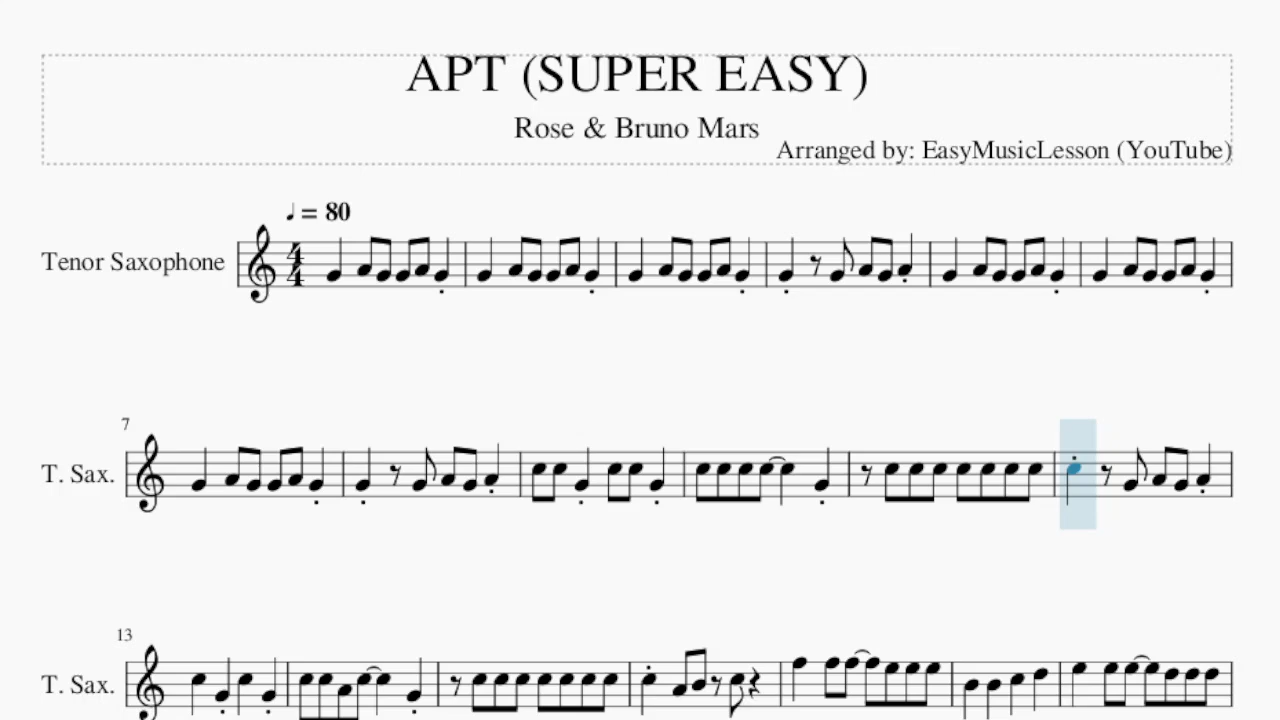 APT (SUPER EASY)
Rose & Bruno Mars
Arranged by: EasyMusicLesson (YouTube)
♩ = 80
Tenor Saxophone
4
4
7
T. Sax.
13
T. Sax.